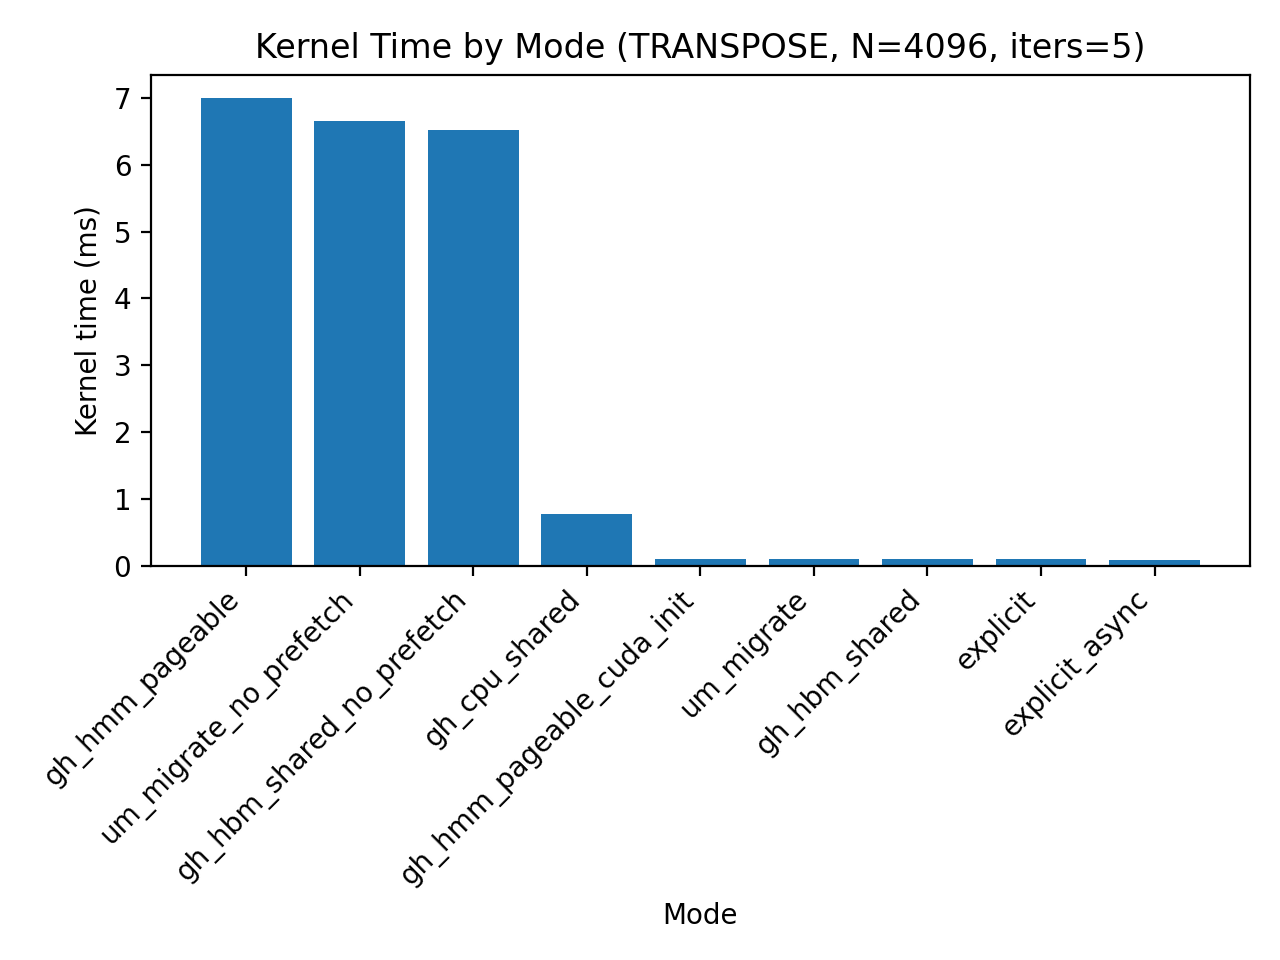 Kernel Time by Mode (TRANSPOSE, N=4096, iters=5)
Kernel time (ms)
7
6
5
4
3
2
1
0
gh_hmm_pageable
um_migrate_no_prefetch
gh_hbm_shared_no_prefetch
gh_cpu_shared
gh_hmm_pageable_cuda_init
um_migrate
gh_hbm_shared
explicit
explicit_async
Mode